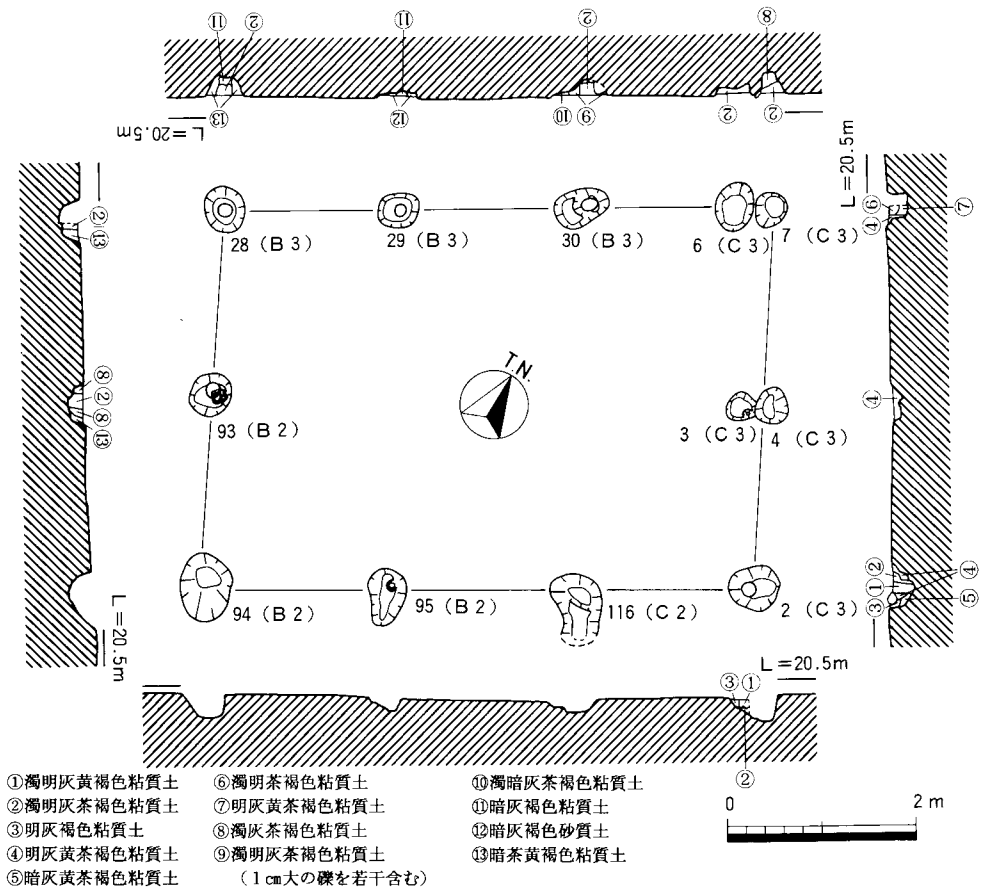 ⑪ ② ⑪ ② ⑧
⑬ ⑬ ⑫ ⑩ ⑨ ② ②
L=20.5m
L=20.5m
② ⑬
⑥ ⑦ ④
28 (B3) 29 (B3) 30 (B3) 6 (C3) 7 (C3)
T.N.
⑧ ② ⑧ ⑬
④
93 (B2) 3 (C3) 4 (C3)
② ① ③ ④ ⑤
94 (B2) 95 (B2) 116 (C2) 2 (C3)
L=20.5m
L=20.5m
③ ①
②
①濁明灰黄褐色粘質土
②濁明灰茶褐色粘質土
③明灰褐色粘質土
④明灰黄茶褐色粘質土
⑤暗灰黄茶褐色粘質土
⑥濁明茶褐色粘質土
⑦明灰黄茶褐色粘質土
⑧濁灰茶褐色粘質土
⑨濁明灰茶褐色粘質土
(1㎝大の礫を若干含む)
⑩濁暗灰茶褐色粘質土
⑪暗灰褐色粘質土
⑫暗灰褐色砂質土
⑬暗茶黄褐色粘質土
0 2m